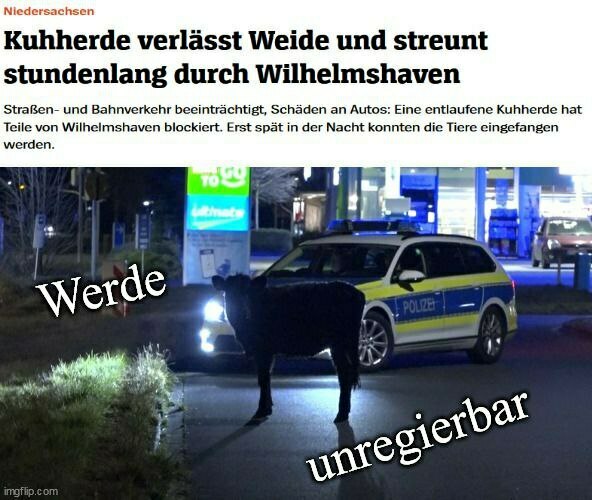 Niedersachsen
Kuhherde verlässt Weide und streunt
stundenlang durch Wilhelmshaven
Straßen- und Bahnverkehr beeinträchtigt, Schäden an Autos: Eine entlaufene Kuhherde hat
Teile von Wilhelmshaven blockiert. Erst spät in der Nacht konnten die Tiere eingefangen
werden.
TO GO
ultimate
Werde
POLIZEI
unregierbar
imgflip.com